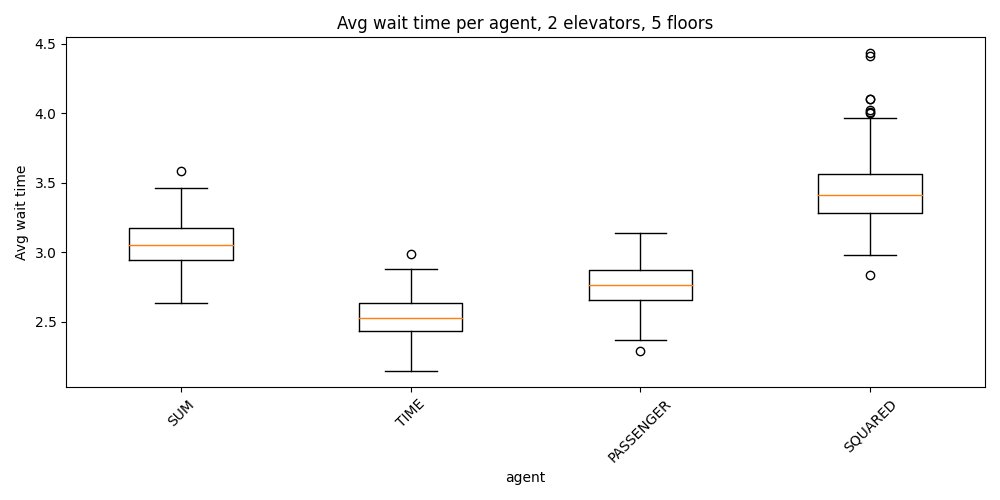 Avg wait time per agent, 2 elevators, 5 floors
Avg wait time
4.5
4.0
3.5
3.0
2.5
SUM
TIME
PASSENGER
SQUARED
agent